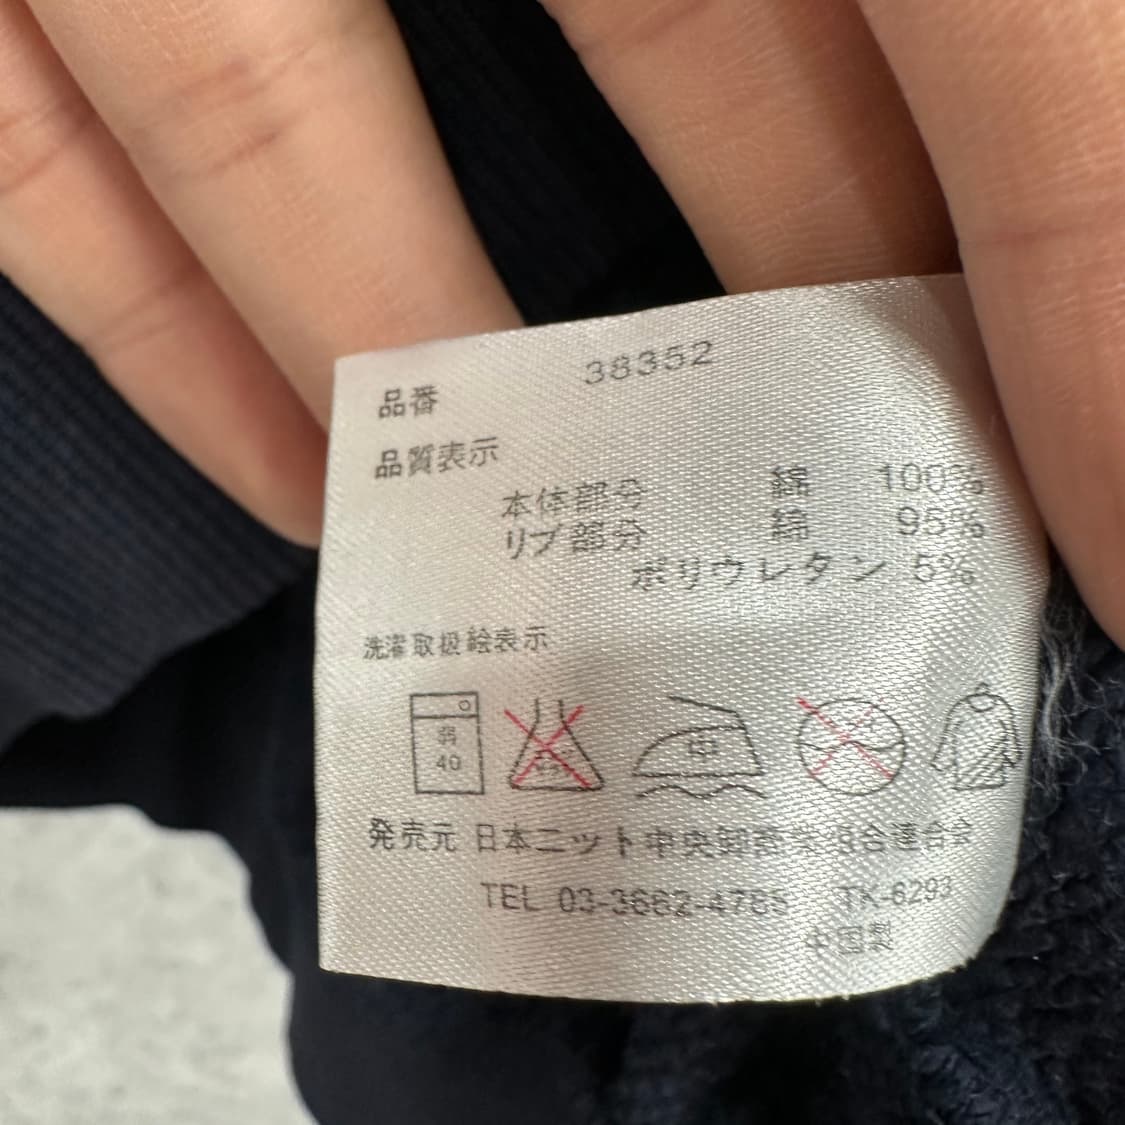 品番 38352
品質表示
本体部分 綿 100%
リブ部分 綿 95%
ポリウレタン 5%
洗濯取扱絵表示
弱
40
発売元 日本ニット中央卸商業組合連合会
TEL 03-3662-4785 TK-6293
中国製